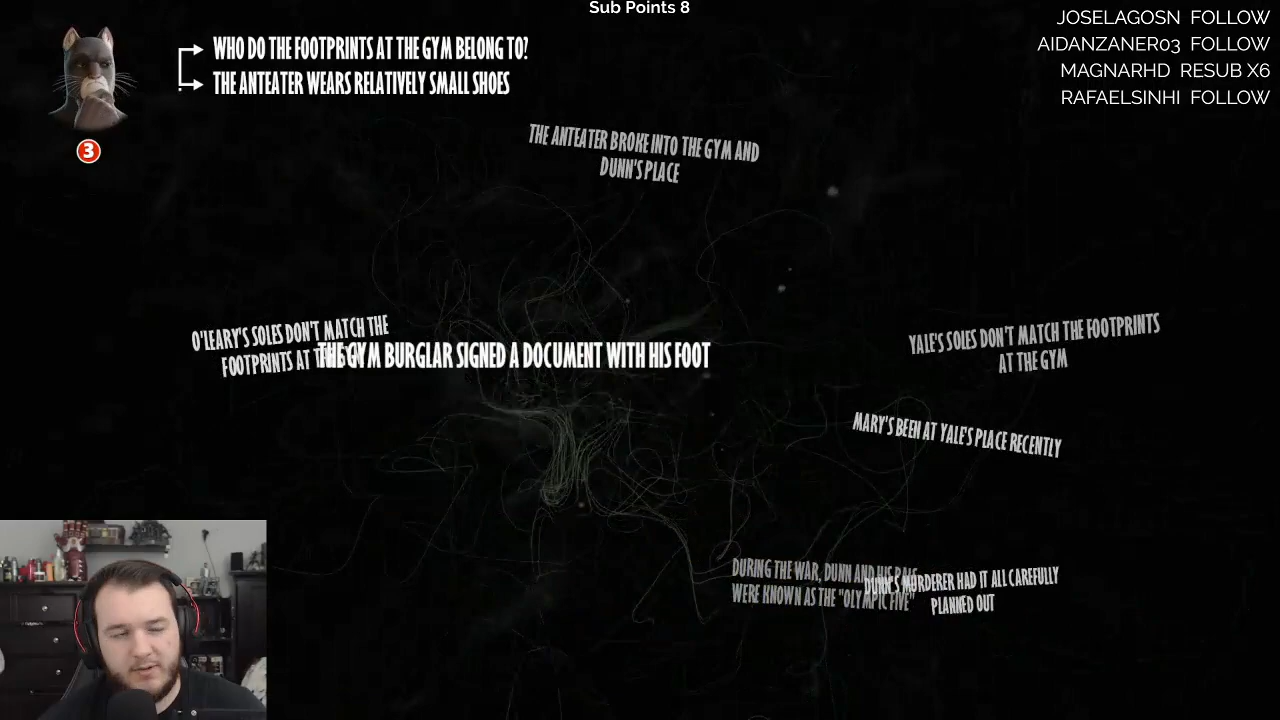 Sub Points 8
JOSELAGOSN FOLLOW
AIDANZANER03 FOLLOW
MAGNARHD RESUB X6
RAFAELSINHI FOLLOW
WHO DO THE FOOTPRINTS AT THE GYM BELONG TO?
THE ANTEATER WEARS RELATIVELY SMALL SHOES
3
THE ANTEATER BROKE INTO THE GYM AND
DUNN'S PLACE
O'LEARY'S SOLES DON'T MATCH THE
FOOTPRINTS AT
THE GYM BURGLAR SIGNED A DOCUMENT WITH HIS FOOT
YALE'S SOLES DON'T MATCH THE FOOTPRINTS
AT THE GYM
MARY'S BEEN AT YALE'S PLACE RECENTLY
DURING THE WAR, DUNN AND HIS
WERE KNOWN AS THE "OLYMPIC FIVE"
DUNN'S MURDERER HAD IT ALL CAREFULLY
PLANNED OUT